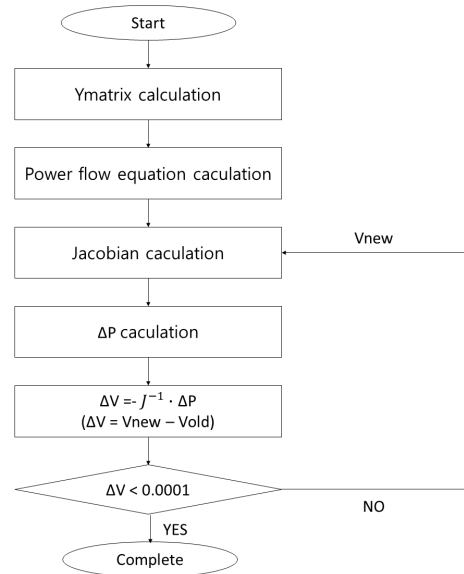 Start
Ymatrix calculation
Power flow equation caculation
Vnew
Jacobian caculation
ΔP caculation
ΔV =- J⁻¹ · ΔP
(ΔV = Vnew – Vold)
ΔV < 0.0001
NO
YES
Complete